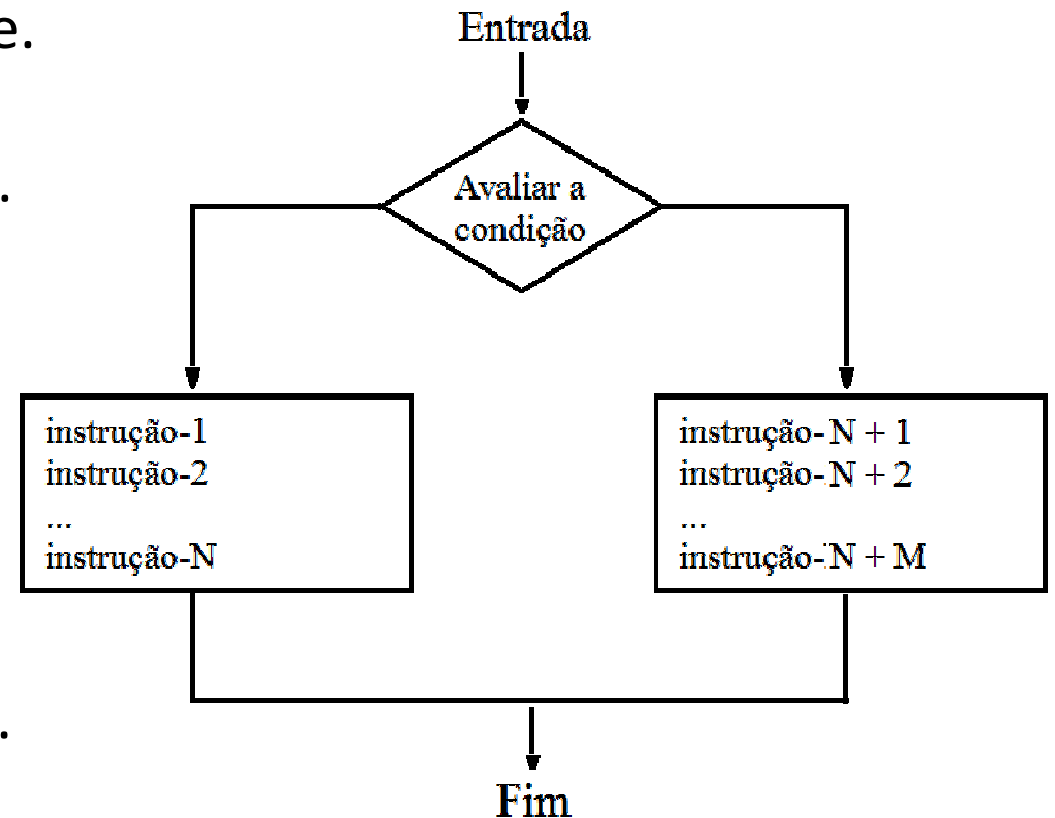 e.
Entrada
.
Avaliar a
condição
instrução-1
instrução-2
...
instrução-N
instrução-N + 1
instrução-N + 2
...
instrução-N + M
.
Fim